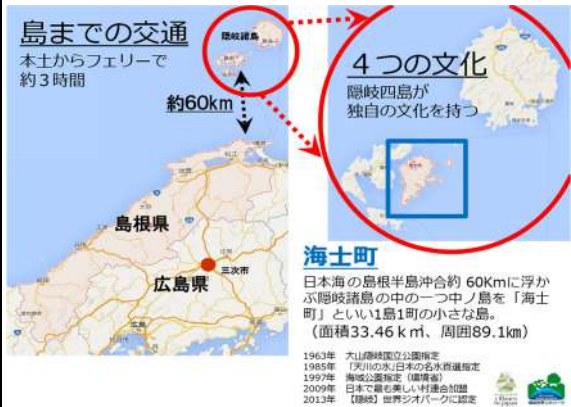 島までの交通
本土からフェリーで
約3時間
隠岐諸島
約60km
島根県
広島県
三次市
4つの文化
隠岐四島が
独自の文化を持つ
海士町
日本海の島根半島沖合約 60Kmに浮か
ぶ隠岐諸島の中の一つ中ノ島を「海士
町」といい1島1町の小さな島。
（面積33.46ｋ㎡、周囲89.1㎞）
1963年 大山隠岐国立公園指定
1985年 「天川の水」日本の名水百選指定
1997年 海域公園指定（環境省）
2009年 日本で最も美しい村連合加盟
2013年 【隠岐】世界ジオパークに認定